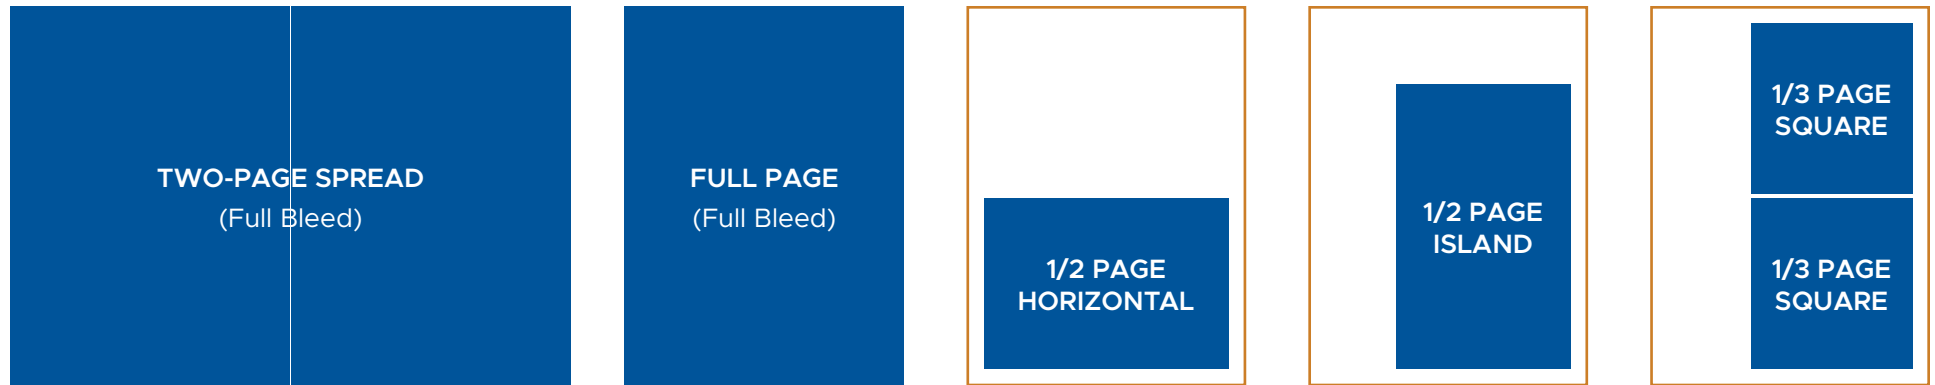 TWO-PAGE SPREAD
(Full Bleed)
FULL PAGE
(Full Bleed)
1/2 PAGE
HORIZONTAL
1/2 PAGE
ISLAND
1/3 PAGE
SQUARE
1/3 PAGE
SQUARE